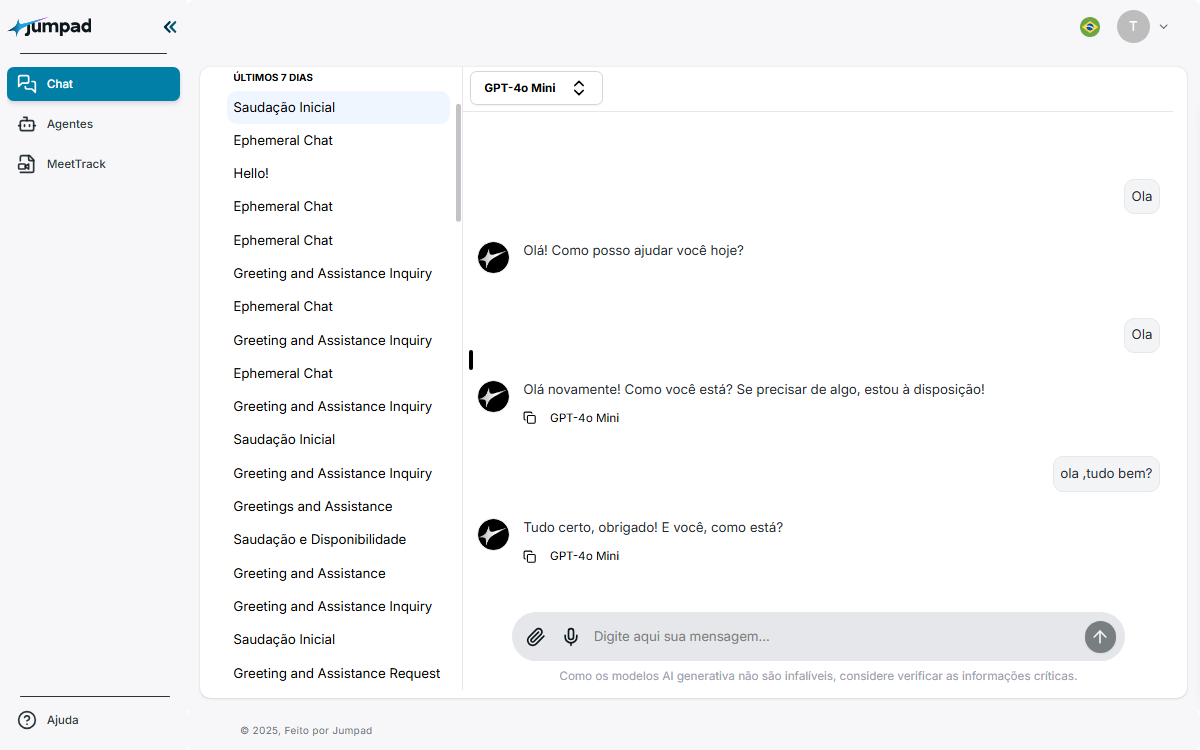 Jumpad
T
Chat
Agentes
MeetTrack
Ajuda
ÚLTIMOS 7 DIAS
Saudação Inicial
Ephemeral Chat
Hello!
Ephemeral Chat
Ephemeral Chat
Greeting and Assistance Inquiry
Ephemeral Chat
Greeting and Assistance Inquiry
Ephemeral Chat
Greeting and Assistance Inquiry
Saudação Inicial
Greeting and Assistance Inquiry
Greetings and Assistance
Saudação e Disponibilidade
Greeting and Assistance
Greeting and Assistance Inquiry
Saudação Inicial
Greeting and Assistance Request
GPT-4o Mini
Ola
Olá! Como posso ajudar você hoje?
Ola
Olá novamente! Como você está? Se precisar de algo, estou à disposição!
GPT-4o Mini
ola ,tudo bem?
Tudo certo, obrigado! E você, como está?
GPT-4o Mini
Digite aqui sua mensagem...
Como os modelos AI generativa não são infalíveis, considere verificar as informações críticas.
© 2025, Feito por Jumpad